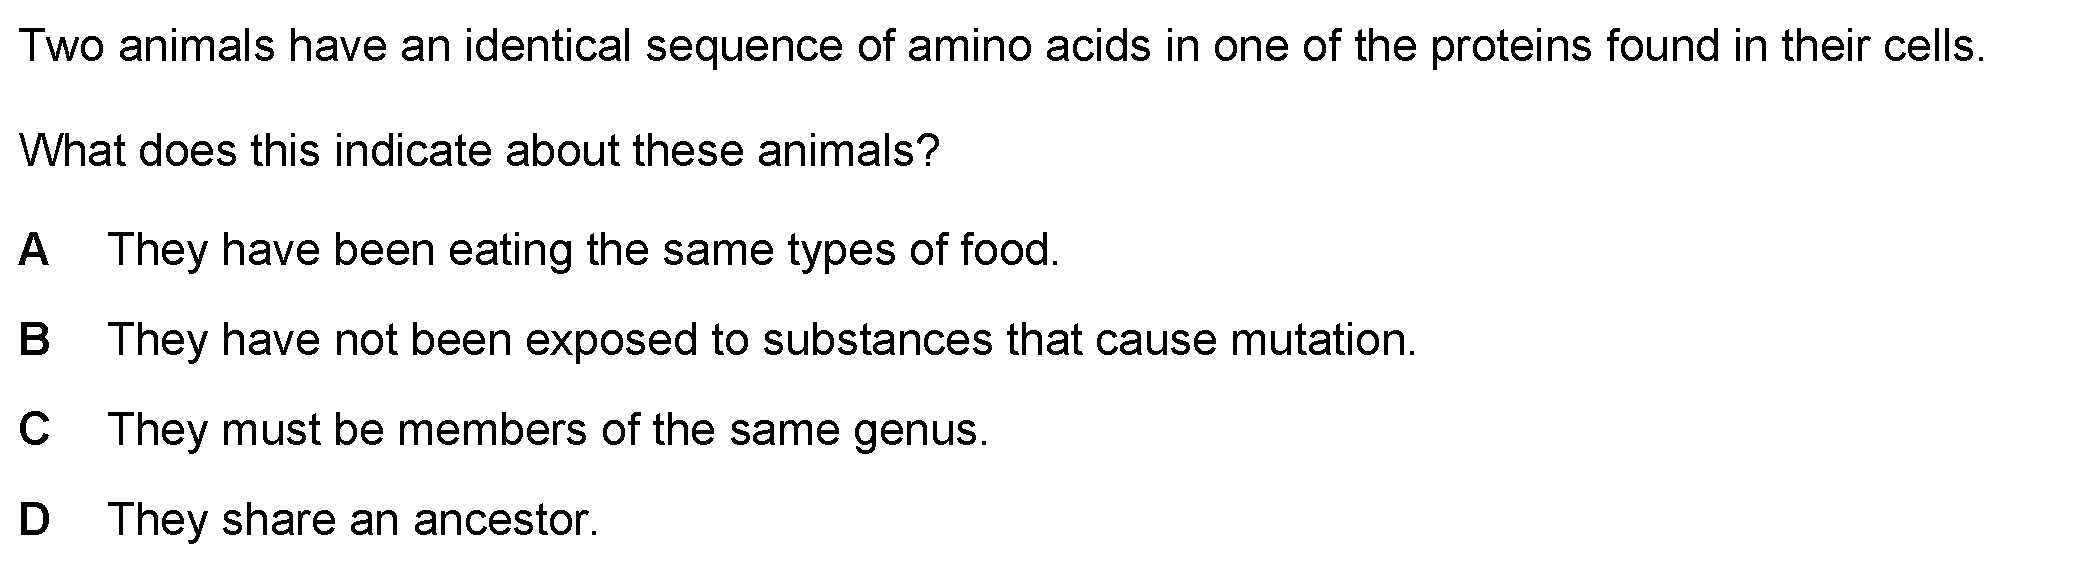 Two animals have an identical sequence of amino acids in one of the proteins found in their cells.
What does this indicate about these animals?
A They have been eating the same types of food.
B They have not been exposed to substances that cause mutation.
C They must be members of the same genus.
D They share an ancestor.